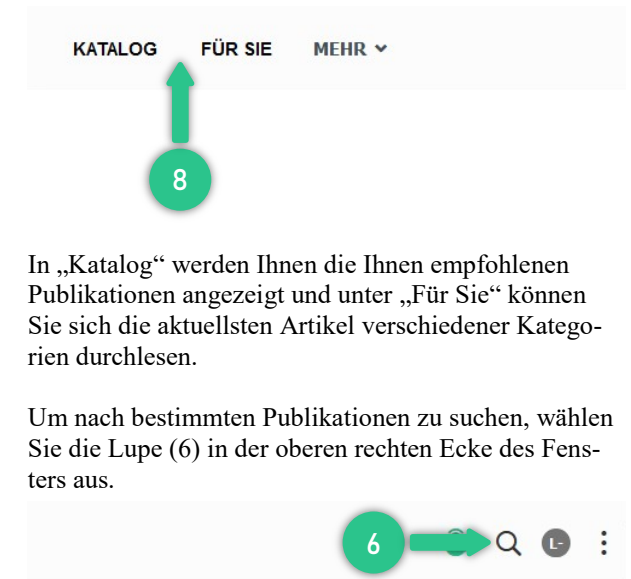 KATALOG FÜR SIE MEHR
8
In „Katalog“ werden Ihnen die Ihnen empfohlenen
Publikationen angezeigt und unter „Für Sie“ können
Sie sich die aktuellsten Artikel verschiedener Katego-
rien durchlesen.
Um nach bestimmten Publikationen zu suchen, wählen
Sie die Lupe (6) in der oberen rechten Ecke des Fens-
ters aus.
6 L-